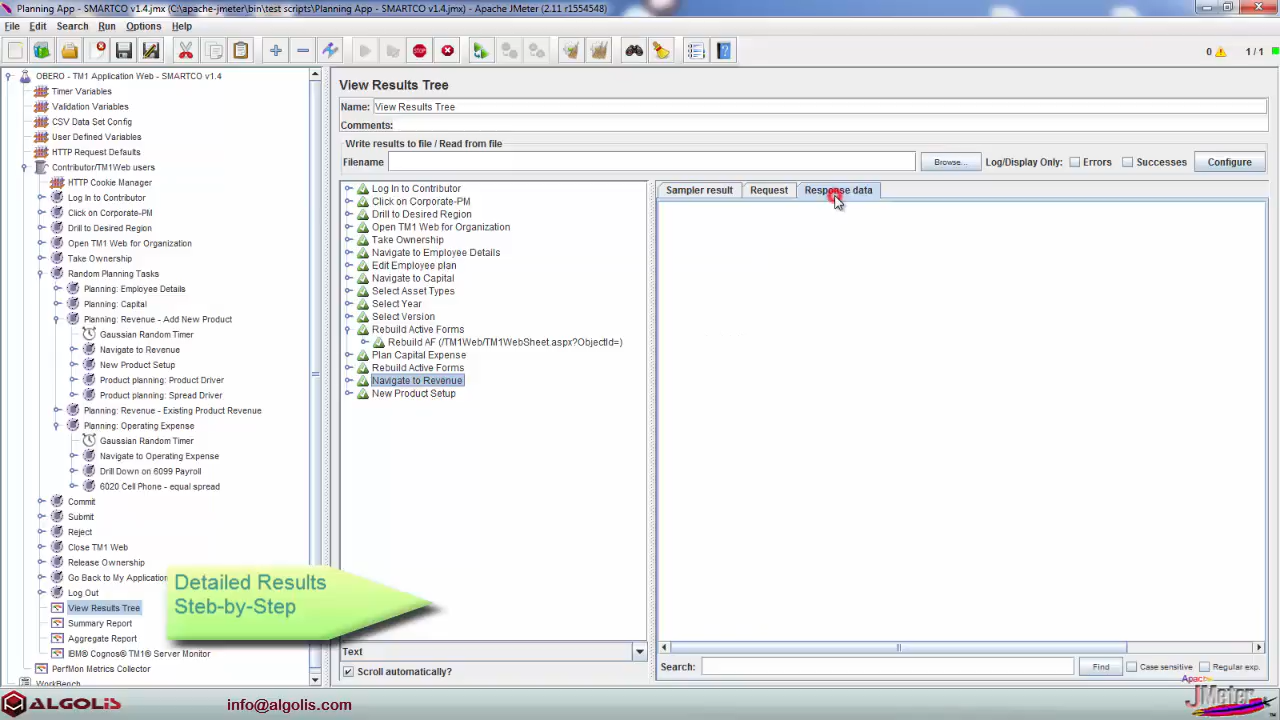 Planning App - SMARTCO v1.4.jmx (C:\apache-jmeter\bin\test scripts\Planning App - SMARTCO v1.4.jmx) - Apache JMeter (2.11 r1554548)
File Edit Search Run Options Help
0 1 / 1
OBERO - TM1 Application Web - SMARTCO v1.4
Timer Variables
Validation Variables
CSV Data Set Config
User Defined Variables
HTTP Request Defaults
Contributor/TM1Web users
HTTP Cookie Manager
Log In to Contributor
Click on Corporate-PM
Drill to Desired Region
Open TM1 Web for Organization
Take Ownership
Random Planning Tasks
Planning: Employee Details
Planning: Capital
Planning: Revenue - Add New Product
Gaussian Random Timer
Navigate to Revenue
New Product Setup
Product planning: Product Driver
Product planning: Spread Driver
Planning: Revenue - Existing Product Revenue
Planning: Operating Expense
Gaussian Random Timer
Navigate to Operating Expense
Drill Down on 6099 Payroll
6020 Cell Phone - equal spread
Commit
Submit
Reject
Close TM1 Web
Release Ownership
Go Back to My Application
Log Out
View Results Tree
Summary Report
Aggregate Report
IBM® Cognos® TM1® Server Monitor
PerfMon Metrics Collector
WorkBench
View Results Tree
Name: View Results Tree
Comments:
Write results to file / Read from file
Filename Browse... Log/Display Only: Errors Successes Configure
Log In to Contributor
Click on Corporate-PM
Drill to Desired Region
Open TM1 Web for Organization
Take Ownership
Navigate to Employee Details
Edit Employee plan
Navigate to Capital
Select Asset Types
Select Year
Select Version
Rebuild Active Forms
Rebuild AF (/TM1Web/TM1WebSheet.aspx?ObjectId=)
Plan Capital Expense
Rebuild Active Forms
Navigate to Revenue
New Product Setup
Text
Scroll automatically?
Sampler result Request Response data
Search: Find Case sensitive Regular exp.
Detailed Results
Steb-by-Step
ALGOLIS
info@algolis.com
Apache
JMeter